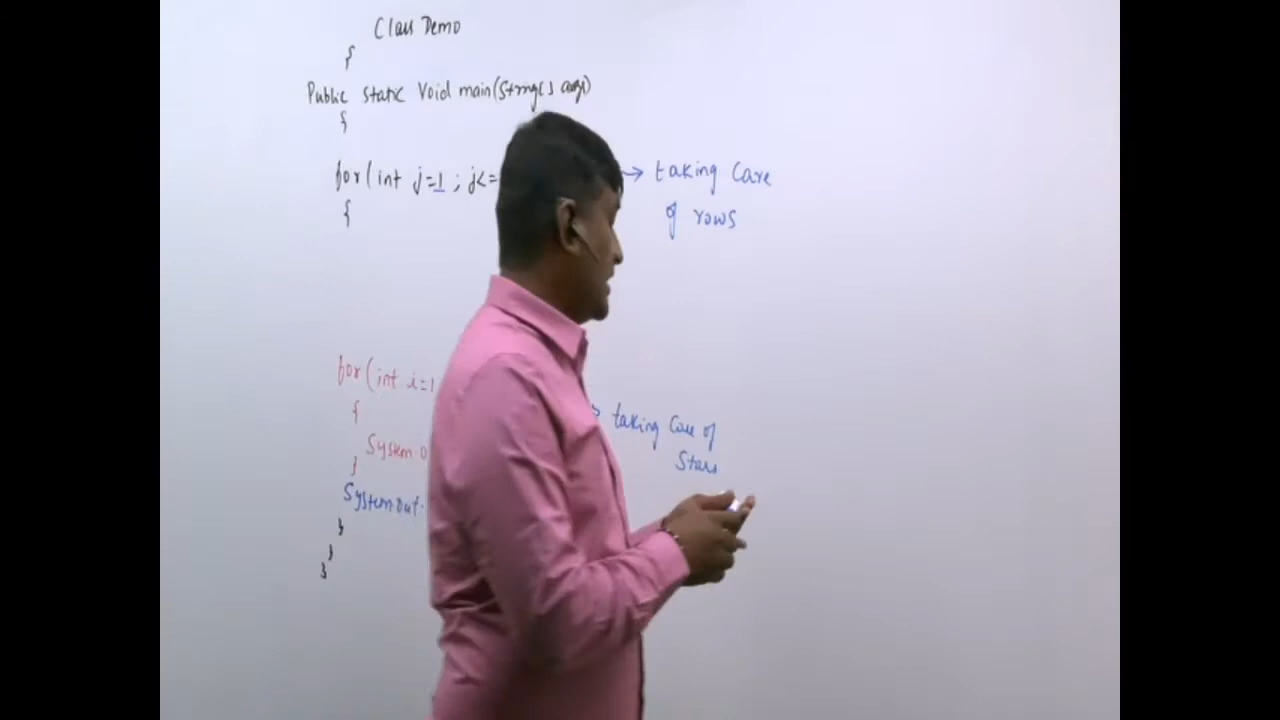 Class Demo
{
Public static Void main(String[] args)
{
for(int j=1 ; j<= → taking Care
{ of rows
for(int i=1
{ taking Care of
System.o Stars
}
System.out.
}
}
}